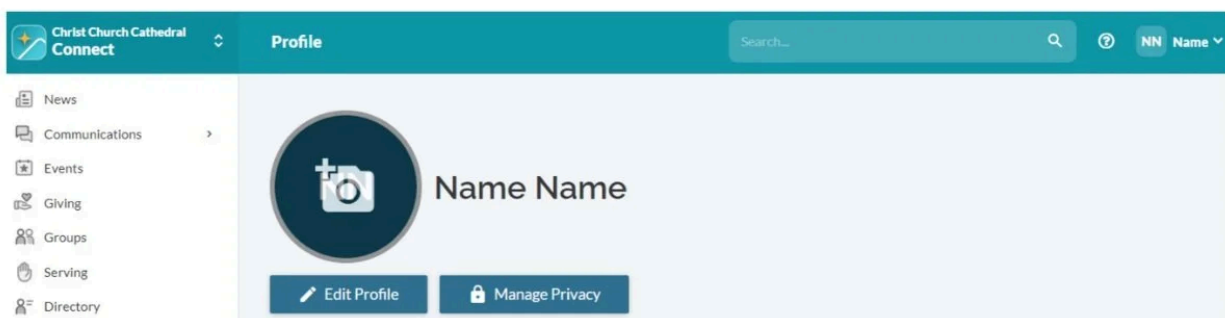 Christ Church Cathedral
Connect
Profile
Search...
NN Name
News
Communications
Events
Giving
Groups
Serving
Directory
NN
Name Name
Edit Profile
Manage Privacy